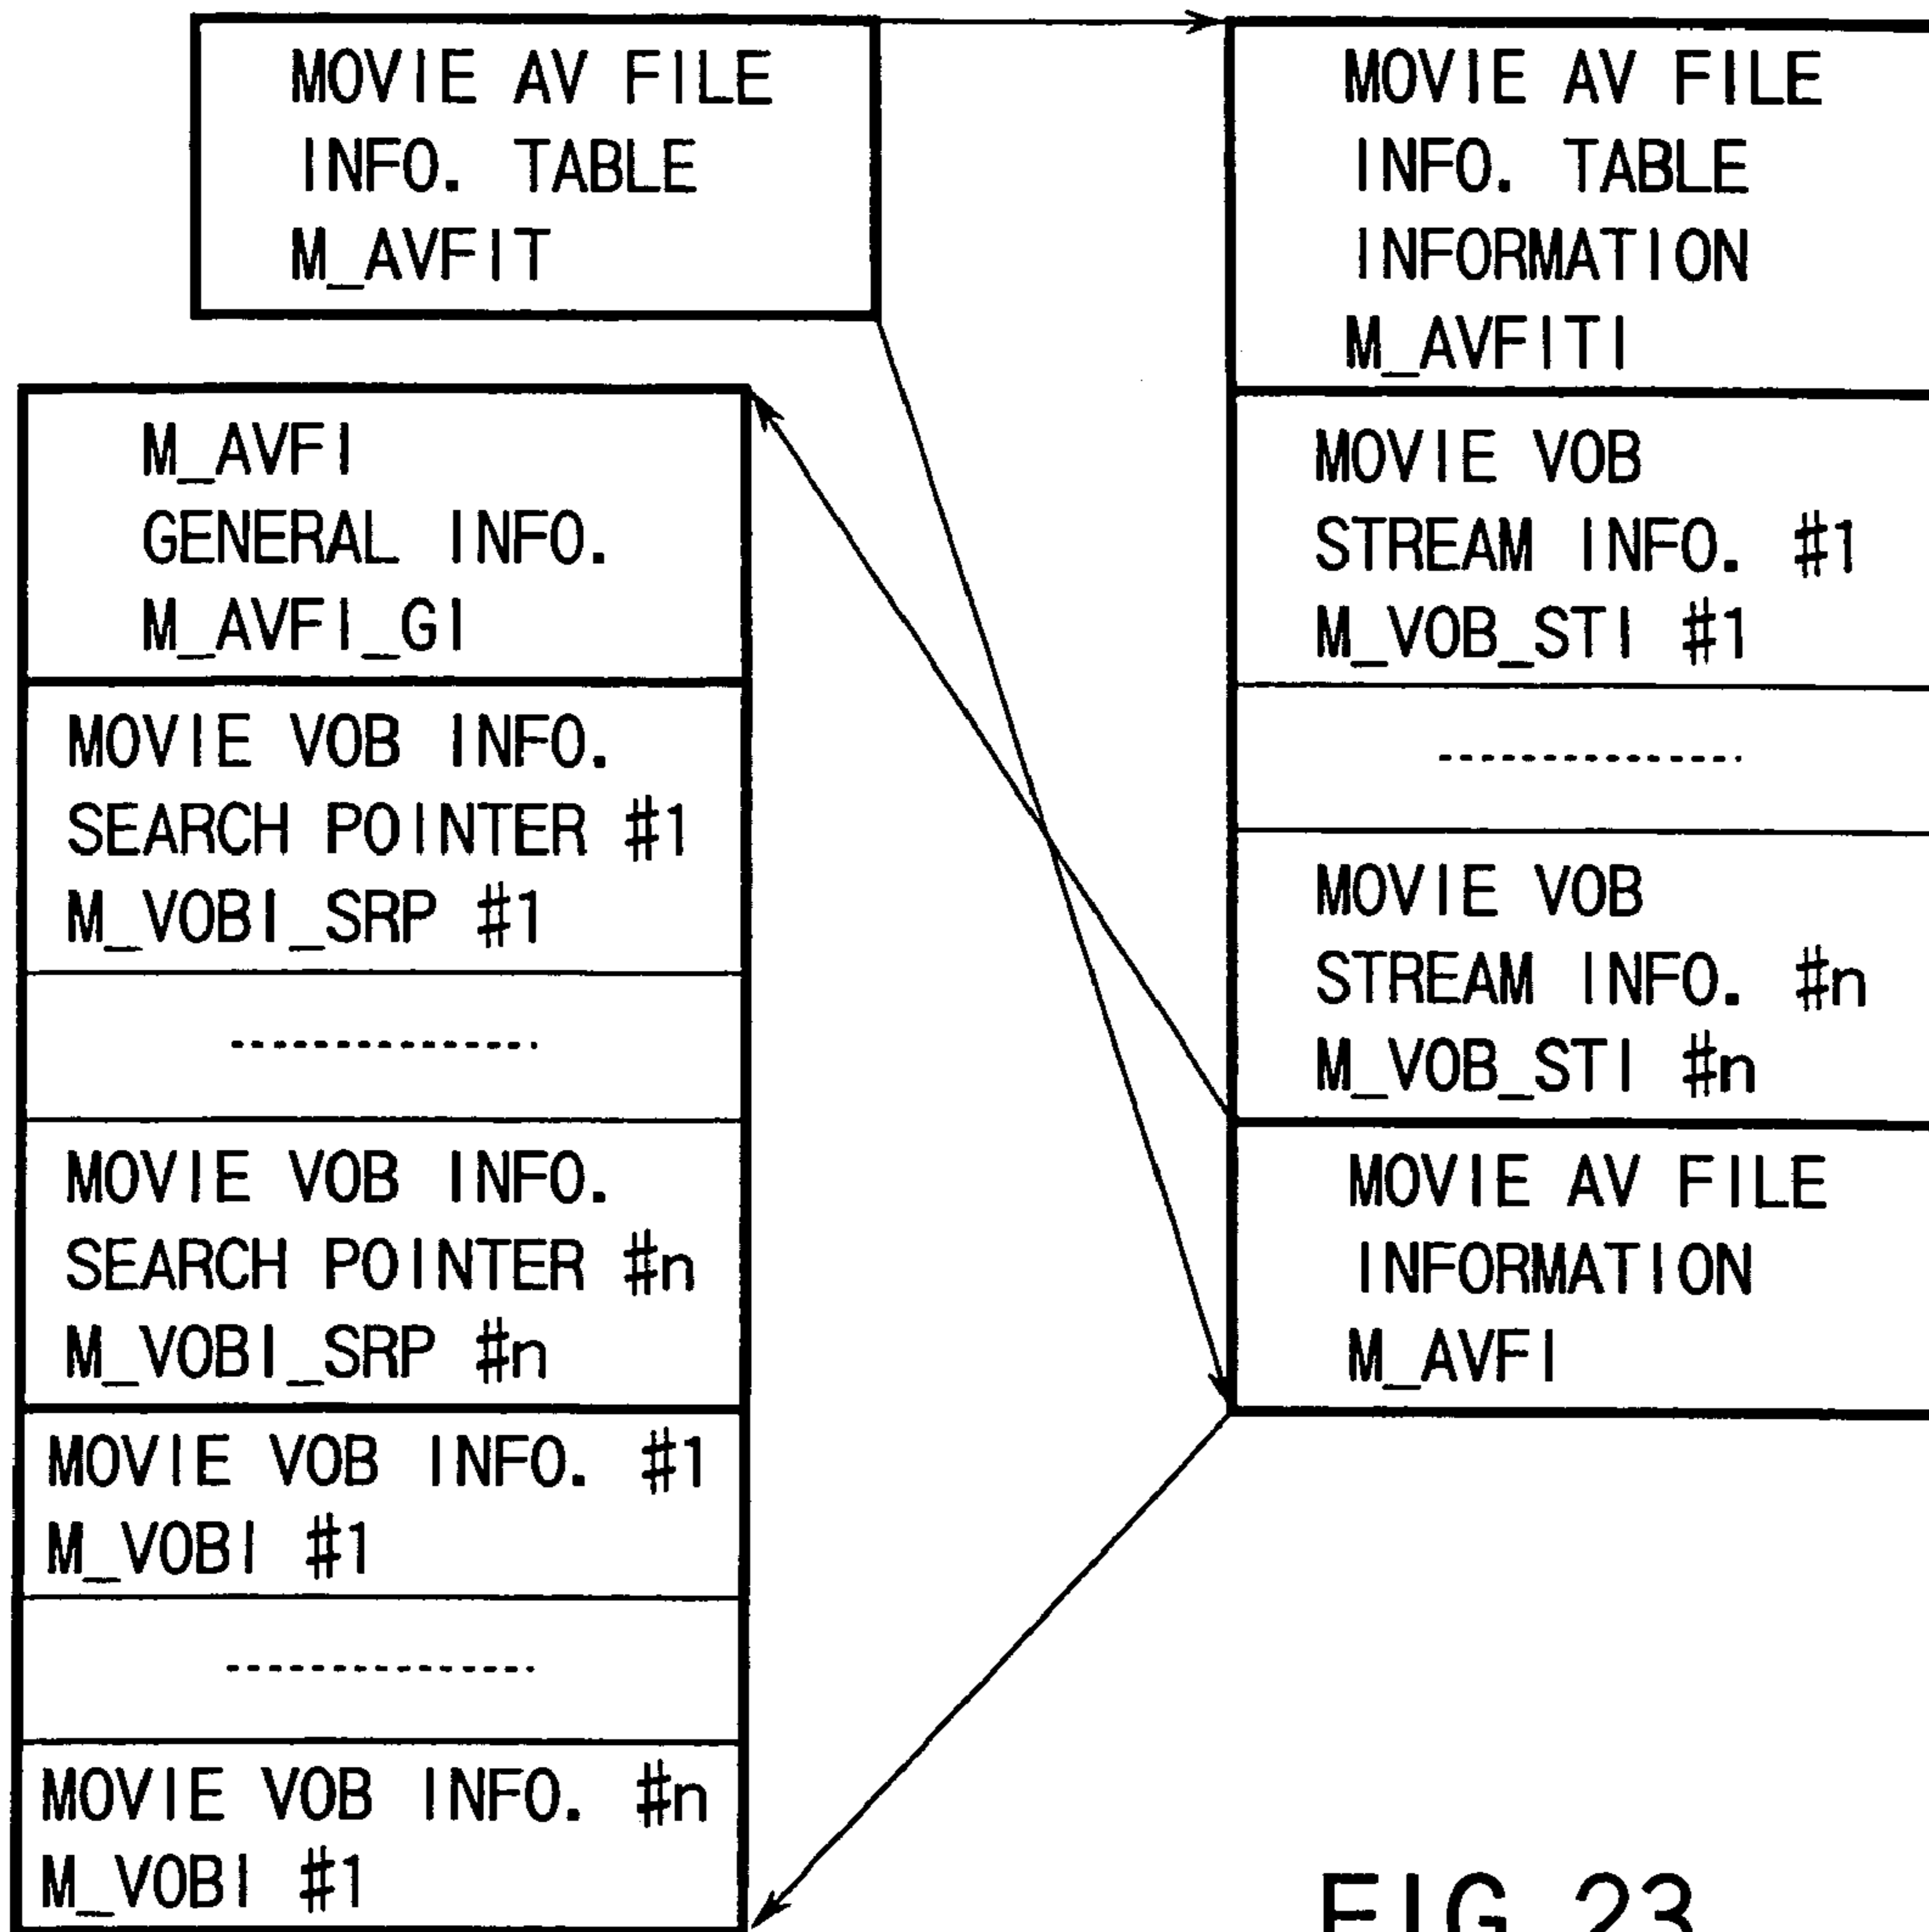 MOVIE AV FILE
INFO. TABLE
M_AVFIT
MOVIE AV FILE
INFO. TABLE
INFORMATION
M_AVFITI
MOVIE VOB
STREAM INFO. #1
M_VOB_STI #1
---------------
MOVIE VOB
STREAM INFO. #n
M_VOB_STI #n
MOVIE AV FILE
INFORMATION
M_AVFI
M_AVFI
GENERAL INFO.
M_AVFI_GI
MOVIE VOB INFO.
SEARCH POINTER #1
M_VOBI_SRP #1
---------------
MOVIE VOB INFO.
SEARCH POINTER #n
M_VOBI_SRP #n
MOVIE VOB INFO. #1
M_VOBI #1
---------------
MOVIE VOB INFO. #n
M_VOBI #1
FIG. 23